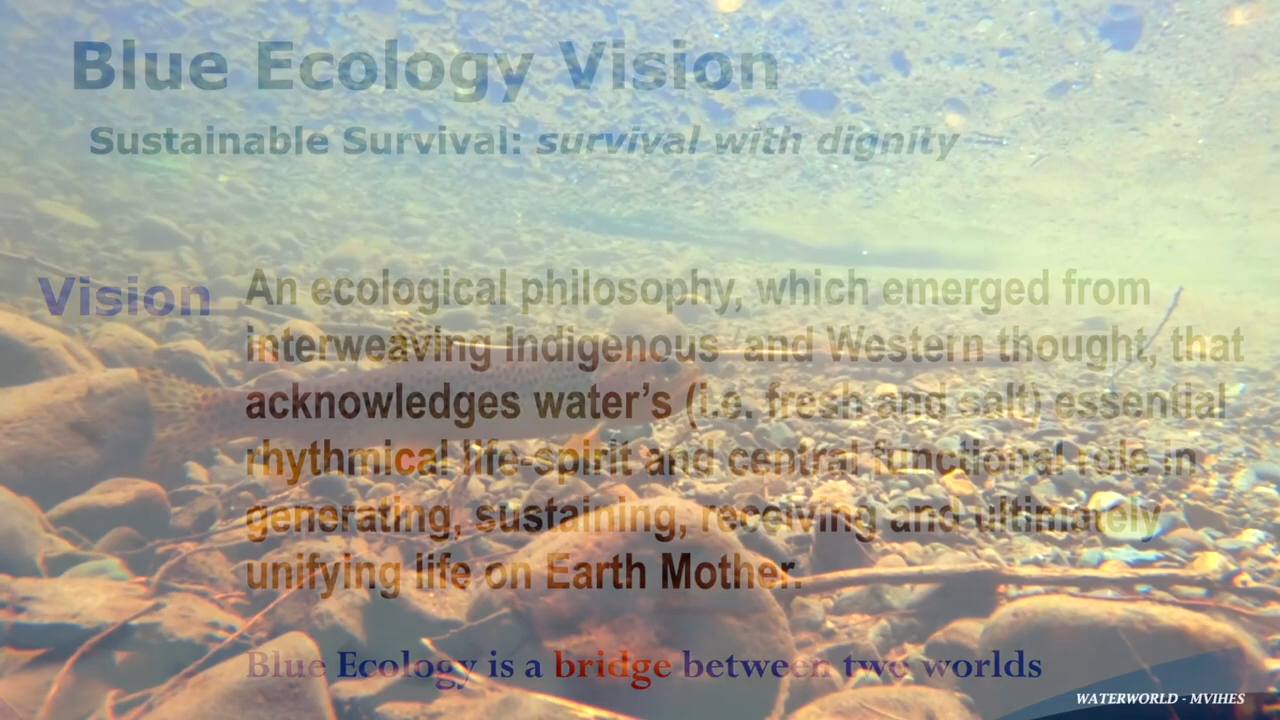 Blue Ecology Vision
Sustainable Survival: survival with dignity
Vision
An ecological philosophy, which emerged from
interweaving Indigenous and Western thought, that
acknowledges water's (i.e. fresh and salt) essential
rhythmical life-spirit and central functional role in
generating, sustaining, receiving and ultimately
unifying life on Earth Mother.
Blue Ecology is a bridge between two worlds
WATERWORLD - MVIHES